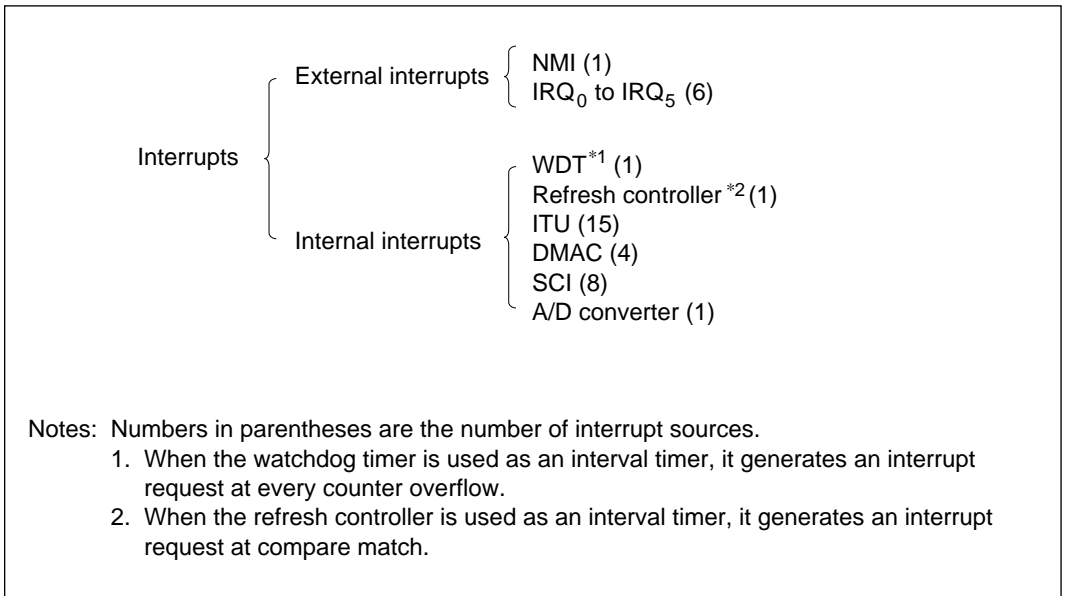 External interrupts
NMI (1)
IRQ0 to IRQ5 (6)
Interrupts
Internal interrupts
WDT*1 (1)
Refresh controller *2 (1)
ITU (15)
DMAC (4)
SCI (8)
A/D converter (1)
Notes: Numbers in parentheses are the number of interrupt sources.
1. When the watchdog timer is used as an interval timer, it generates an interrupt
request at every counter overflow.
2. When the refresh controller is used as an interval timer, it generates an interrupt
request at compare match.